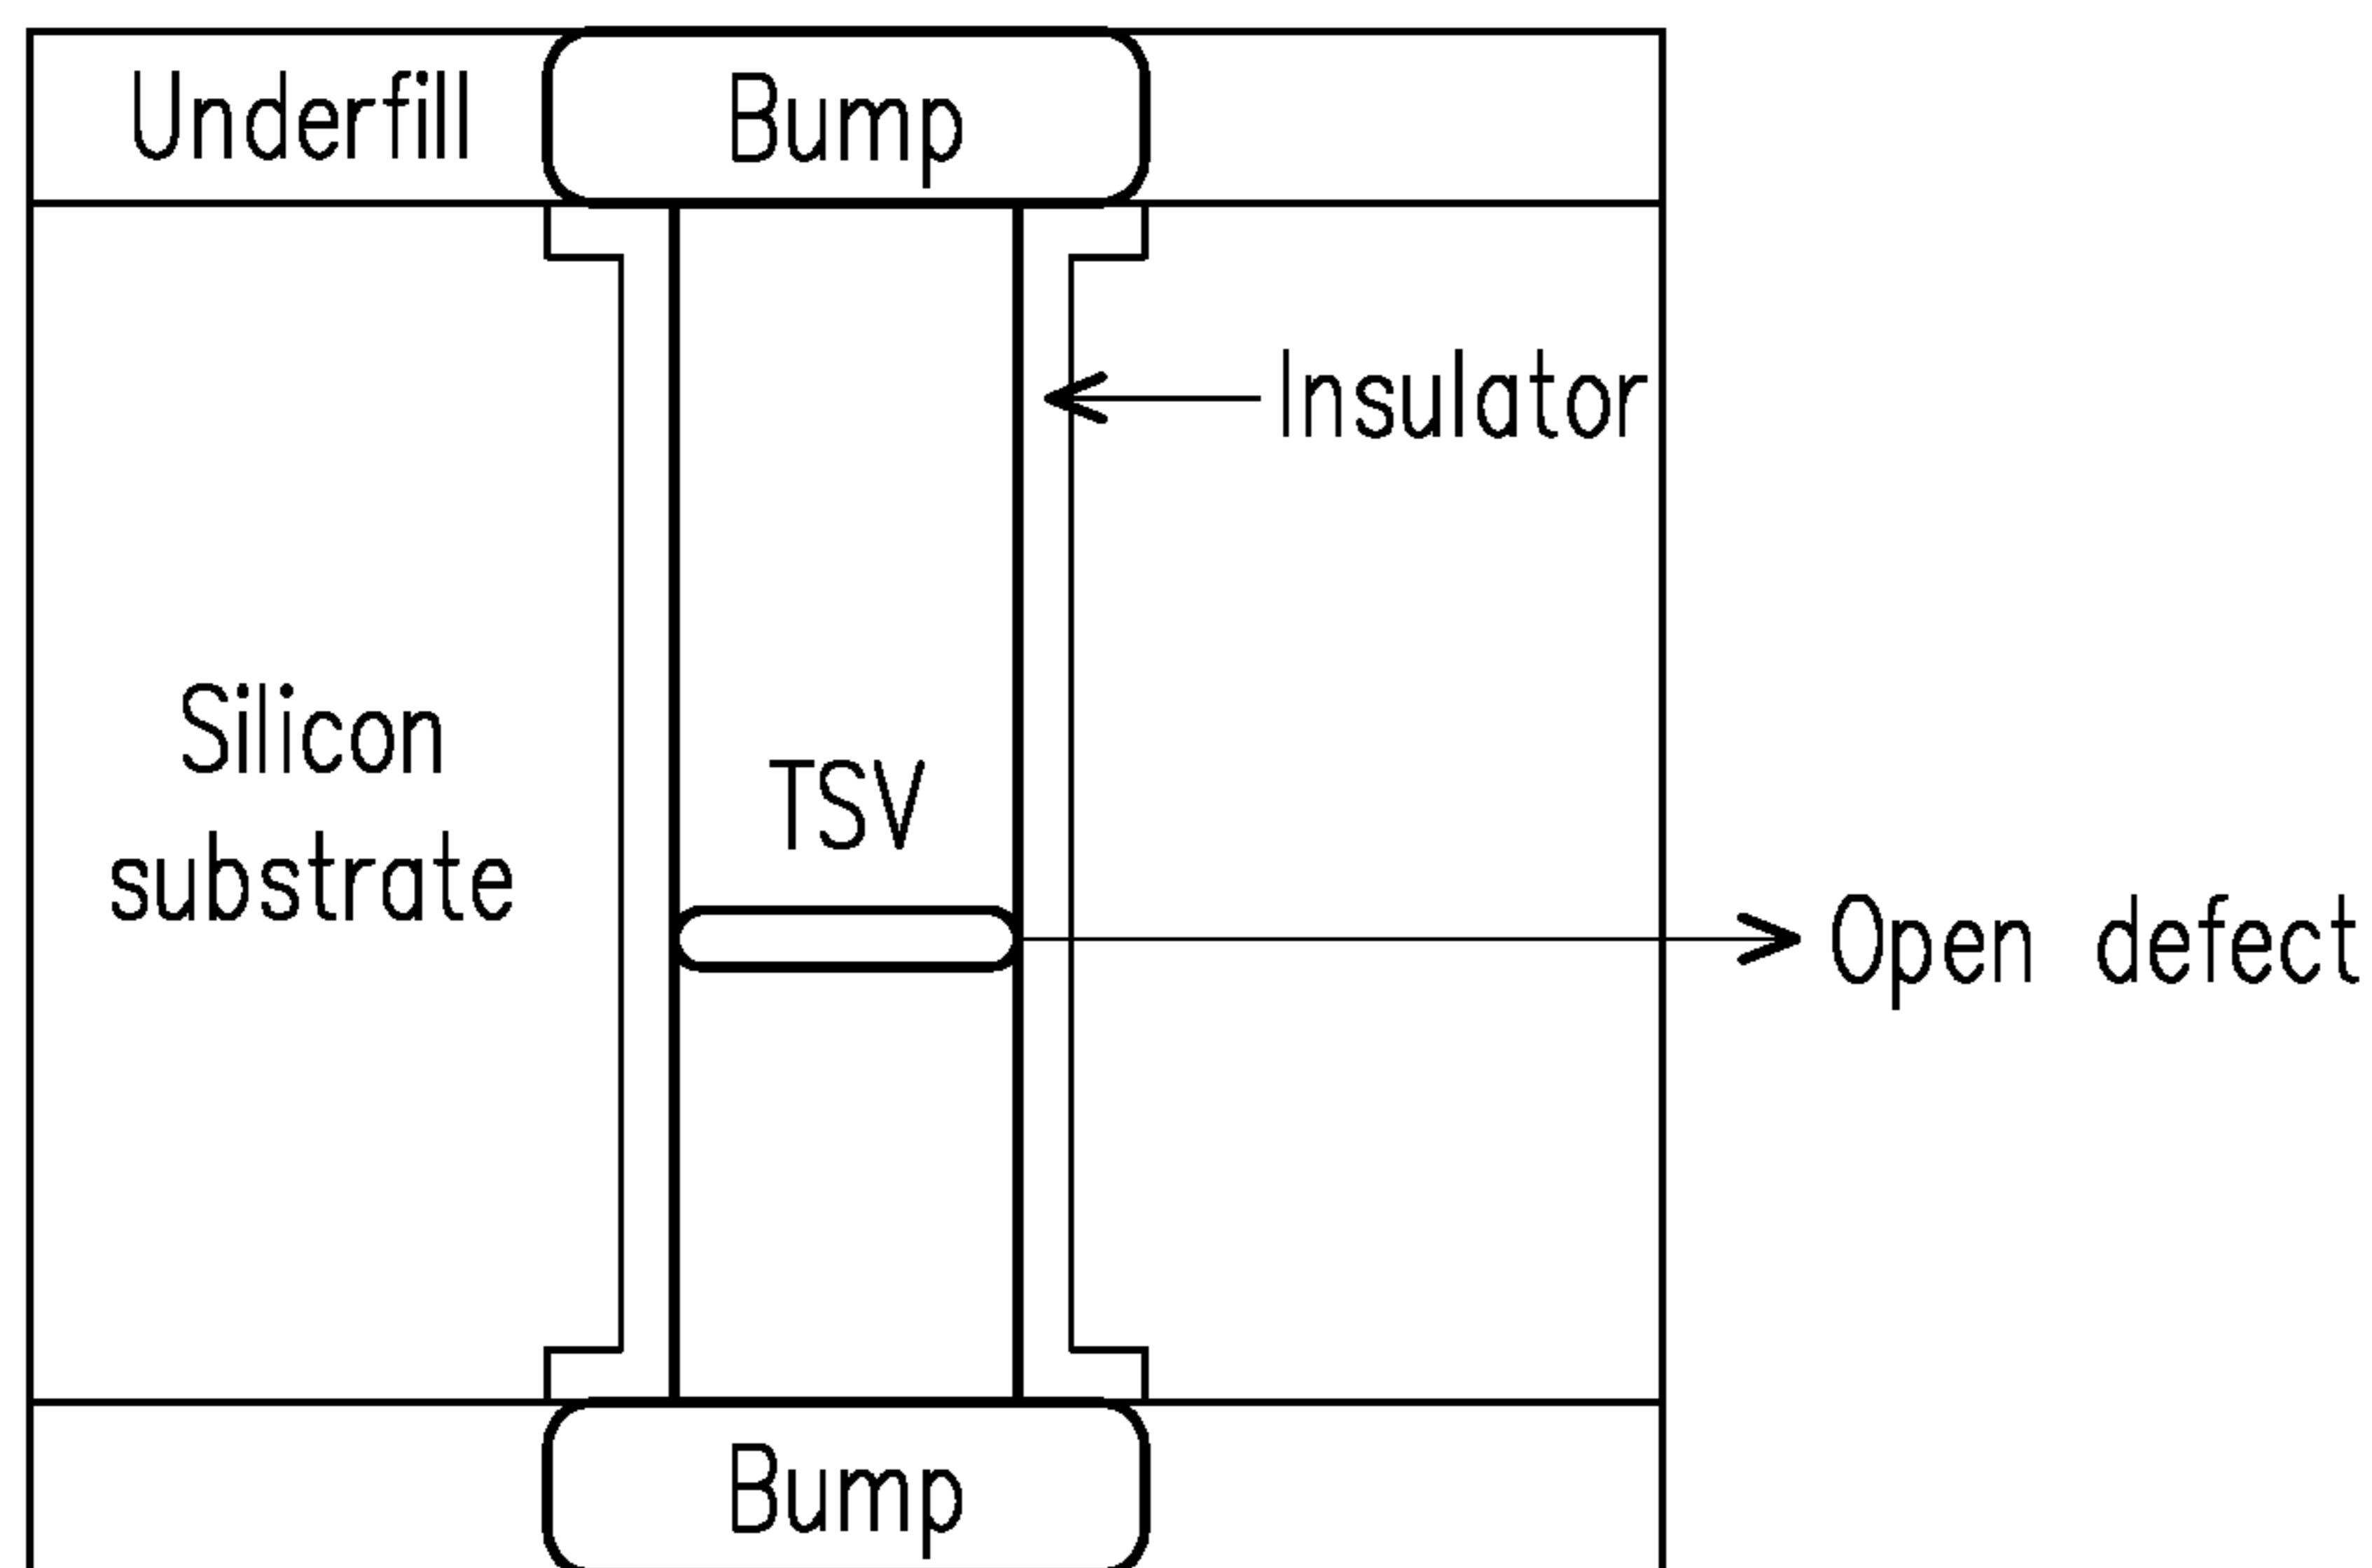 Underfill
Bump
Insulator
Silicon
substrate
TSV
Open defect
Bump